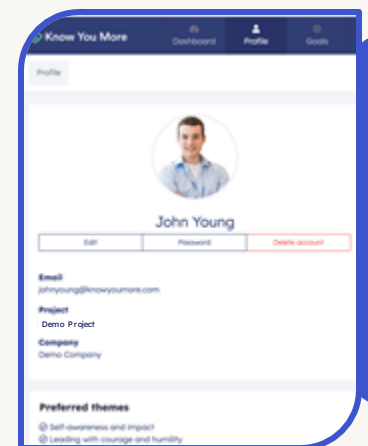 Know You More
Dashboard
Profile
Goals
Profile
John Young
Edit
Password
Delete account
Email
johnyoung@knowyoumore.com
Project
Demo Project
Company
Demo Company
Preferred themes
Self-awareness and impact
Leading with courage and humility